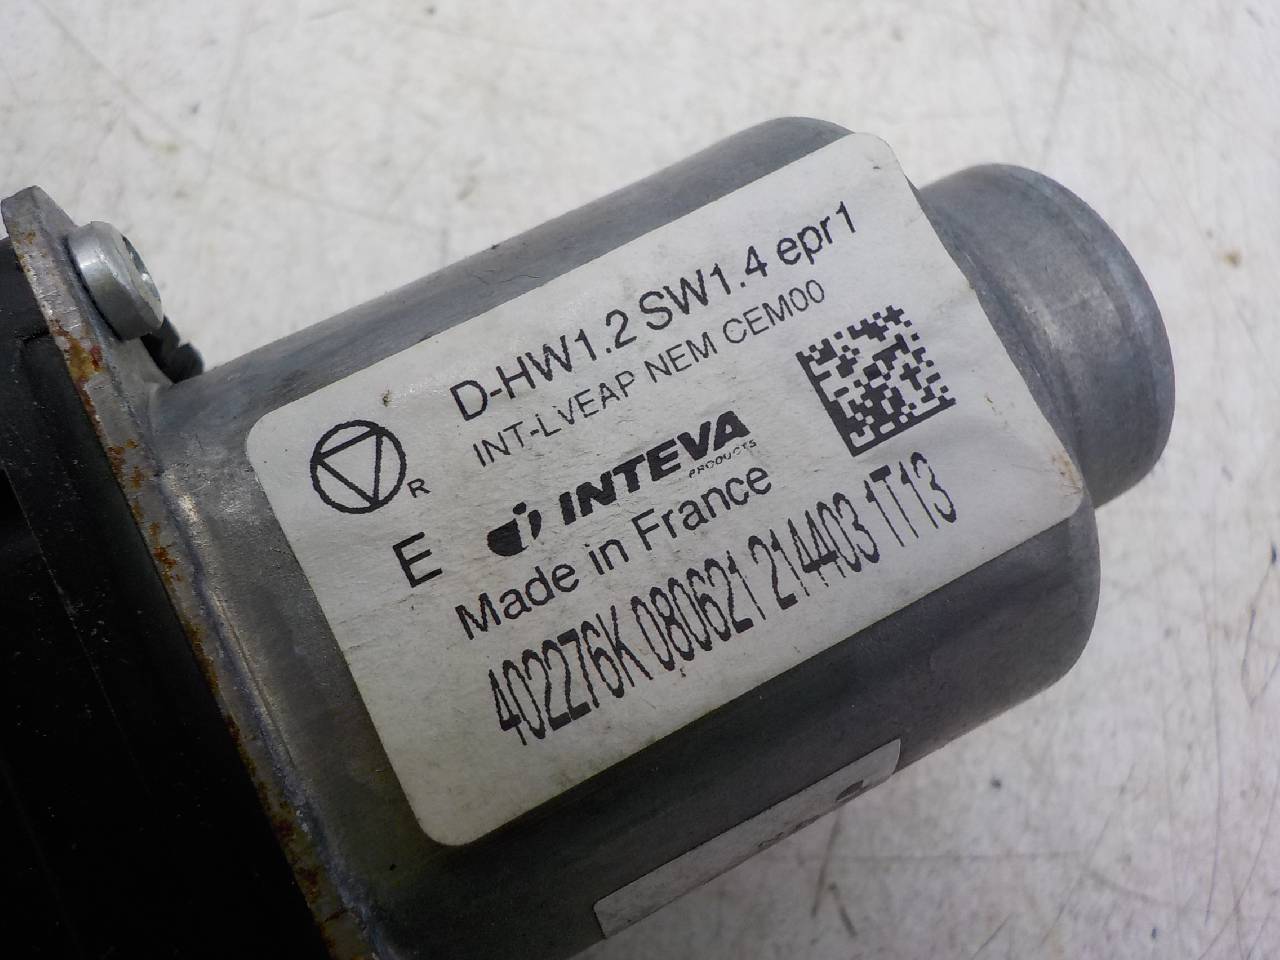 D-HW1.2 SW1.4 epr1
INT-LVEAP NEM CEM00
R
INTEVA
PRODUCTS
E
Made in France
402276K 080621 214403 1T13